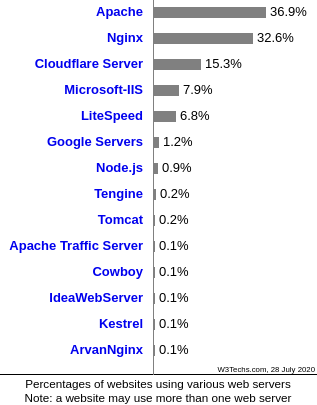 Apache 36.9%
Nginx 32.6%
Cloudflare Server 15.3%
Microsoft-IIS 7.9%
LiteSpeed 6.8%
Google Servers 1.2%
Node.js 0.9%
Tengine 0.2%
Tomcat 0.2%
Apache Traffic Server 0.1%
Cowboy 0.1%
IdeaWebServer 0.1%
Kestrel 0.1%
ArvanNginx 0.1%
W3Techs.com, 28 July 2020
Percentages of websites using various web servers
Note: a website may use more than one web server